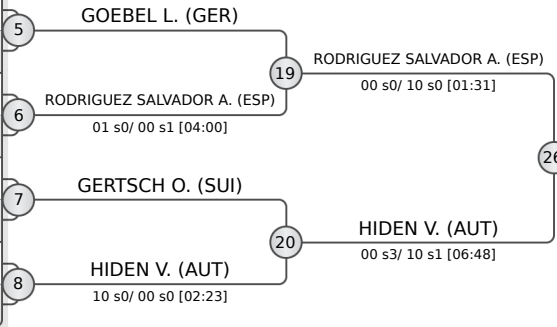 GOEBEL L. (GER)
5
19
RODRIGUEZ SALVADOR A. (ESP)
00 s0/ 10 s0 [01:31]
RODRIGUEZ SALVADOR A. (ESP)
6
01 s0/ 00 s1 [04:00]
26
GERTSCH O. (SUI)
7
20
HIDEN V. (AUT)
00 s3/ 10 s1 [06:48]
HIDEN V. (AUT)
8
10 s0/ 00 s0 [02:23]